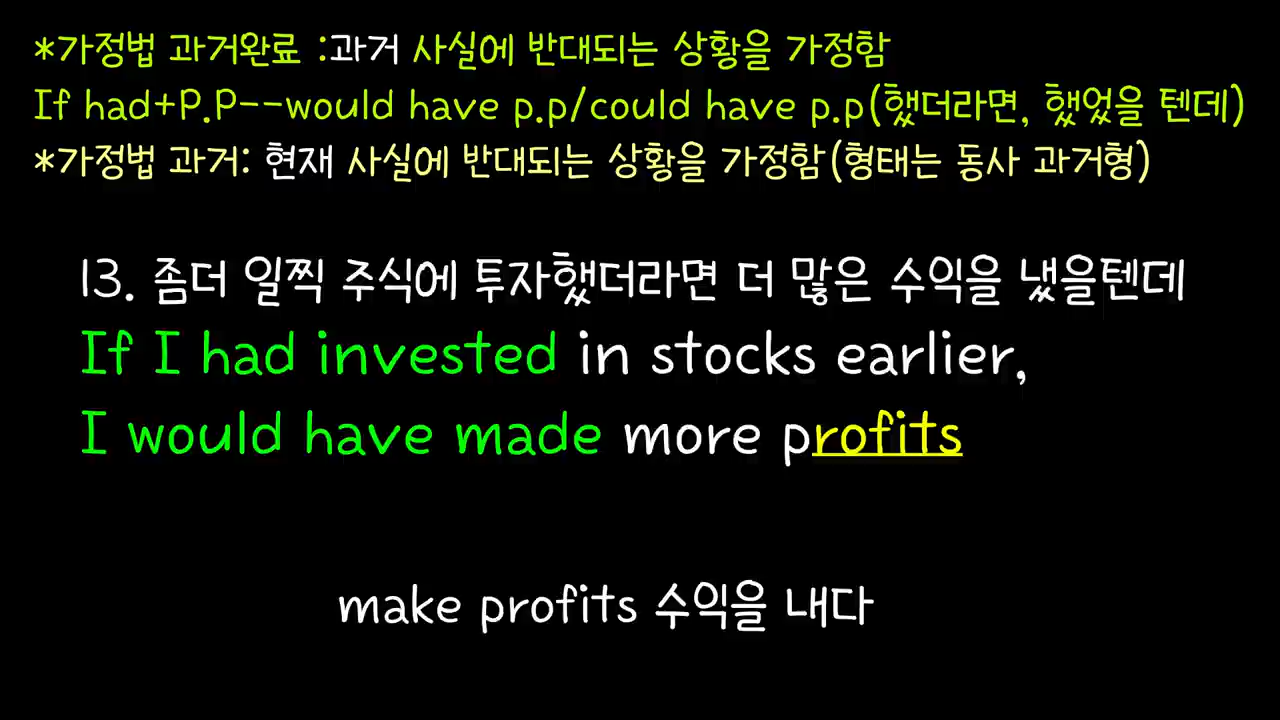 *가정법 과거완료 :과거 사실에 반대되는 상황을 가정함
If had+P.P--would have p.p/could have p.p(했더라면, 했었을 텐데)
*가정법 과거: 현재 사실에 반대되는 상황을 가정함(형태는 동사 과거형)
13. 좀더 일찍 주식에 투자했더라면 더 많은 수익을 냈을텐데
If I had invested in stocks earlier,
I would have made more profits
make profits 수익을 내다